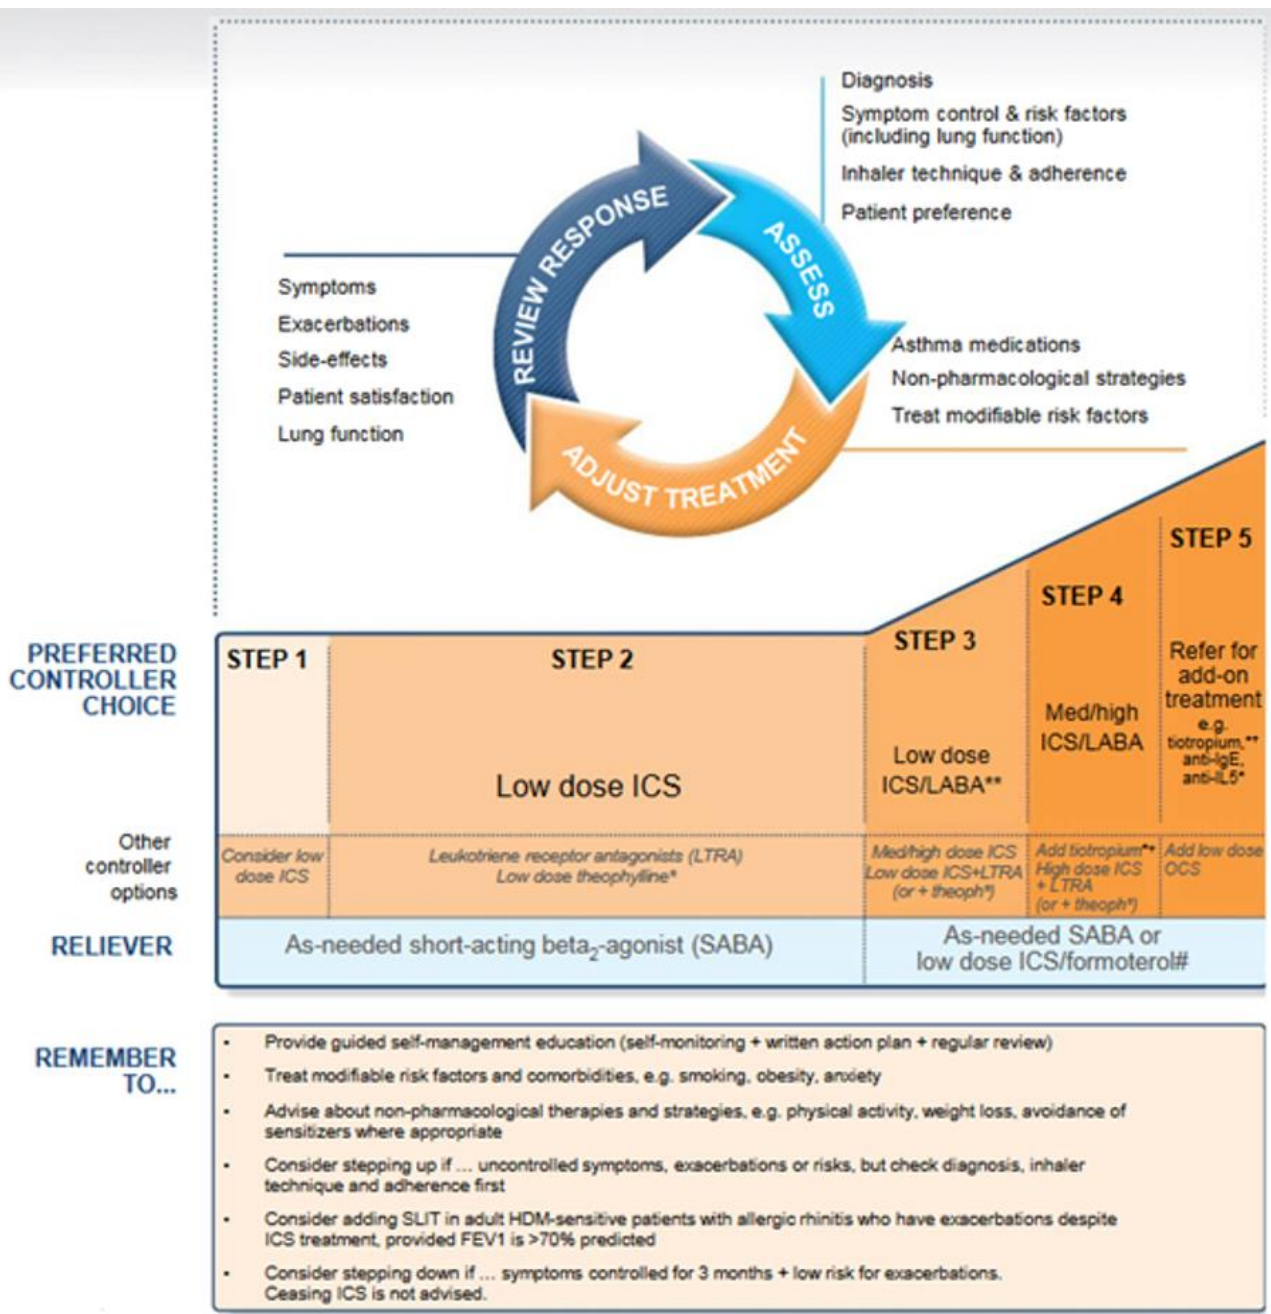 Diagnosis
Symptom control & risk factors
(including lung function)
Inhaler technique & adherence
Patient preference
REVIEW RESPONSE
ASSESS
ADJUST TREATMENT
Symptoms
Exacerbations
Side-effects
Patient satisfaction
Lung function
Asthma medications
Non-pharmacological strategies
Treat modifiable risk factors
PREFERRED
CONTROLLER
CHOICE
STEP 1
STEP 2
Low dose ICS
STEP 3
Low dose
ICS/LABA**
STEP 4
Med/high
ICS/LABA
STEP 5
Refer for
add-on
treatment
e.g.
tiotropium,*†
anti-IgE,
anti-IL5*
Other
controller
options
Consider low
dose ICS
Leukotriene receptor antagonists (LTRA)
Low dose theophylline*
Med/high dose ICS
Low dose ICS+LTRA
(or + theoph*)
Add tiotropium*†
High dose ICS
+ LTRA
(or + theoph*)
Add low dose
OCS
RELIEVER
As-needed short-acting beta₂-agonist (SABA)
As-needed SABA or
low dose ICS/formoterol#
REMEMBER
TO...
• Provide guided self-management education (self-monitoring + written action plan + regular review)
• Treat modifiable risk factors and comorbidities, e.g. smoking, obesity, anxiety
• Advise about non-pharmacological therapies and strategies, e.g. physical activity, weight loss, avoidance of
sensitizers where appropriate
• Consider stepping up if ... uncontrolled symptoms, exacerbations or risks, but check diagnosis, inhaler
technique and adherence first
• Consider adding SLIT in adult HDM-sensitive patients with allergic rhinitis who have exacerbations despite
ICS treatment, provided FEV1 is >70% predicted
• Consider stepping down if ... symptoms controlled for 3 months + low risk for exacerbations.
Ceasing ICS is not advised.